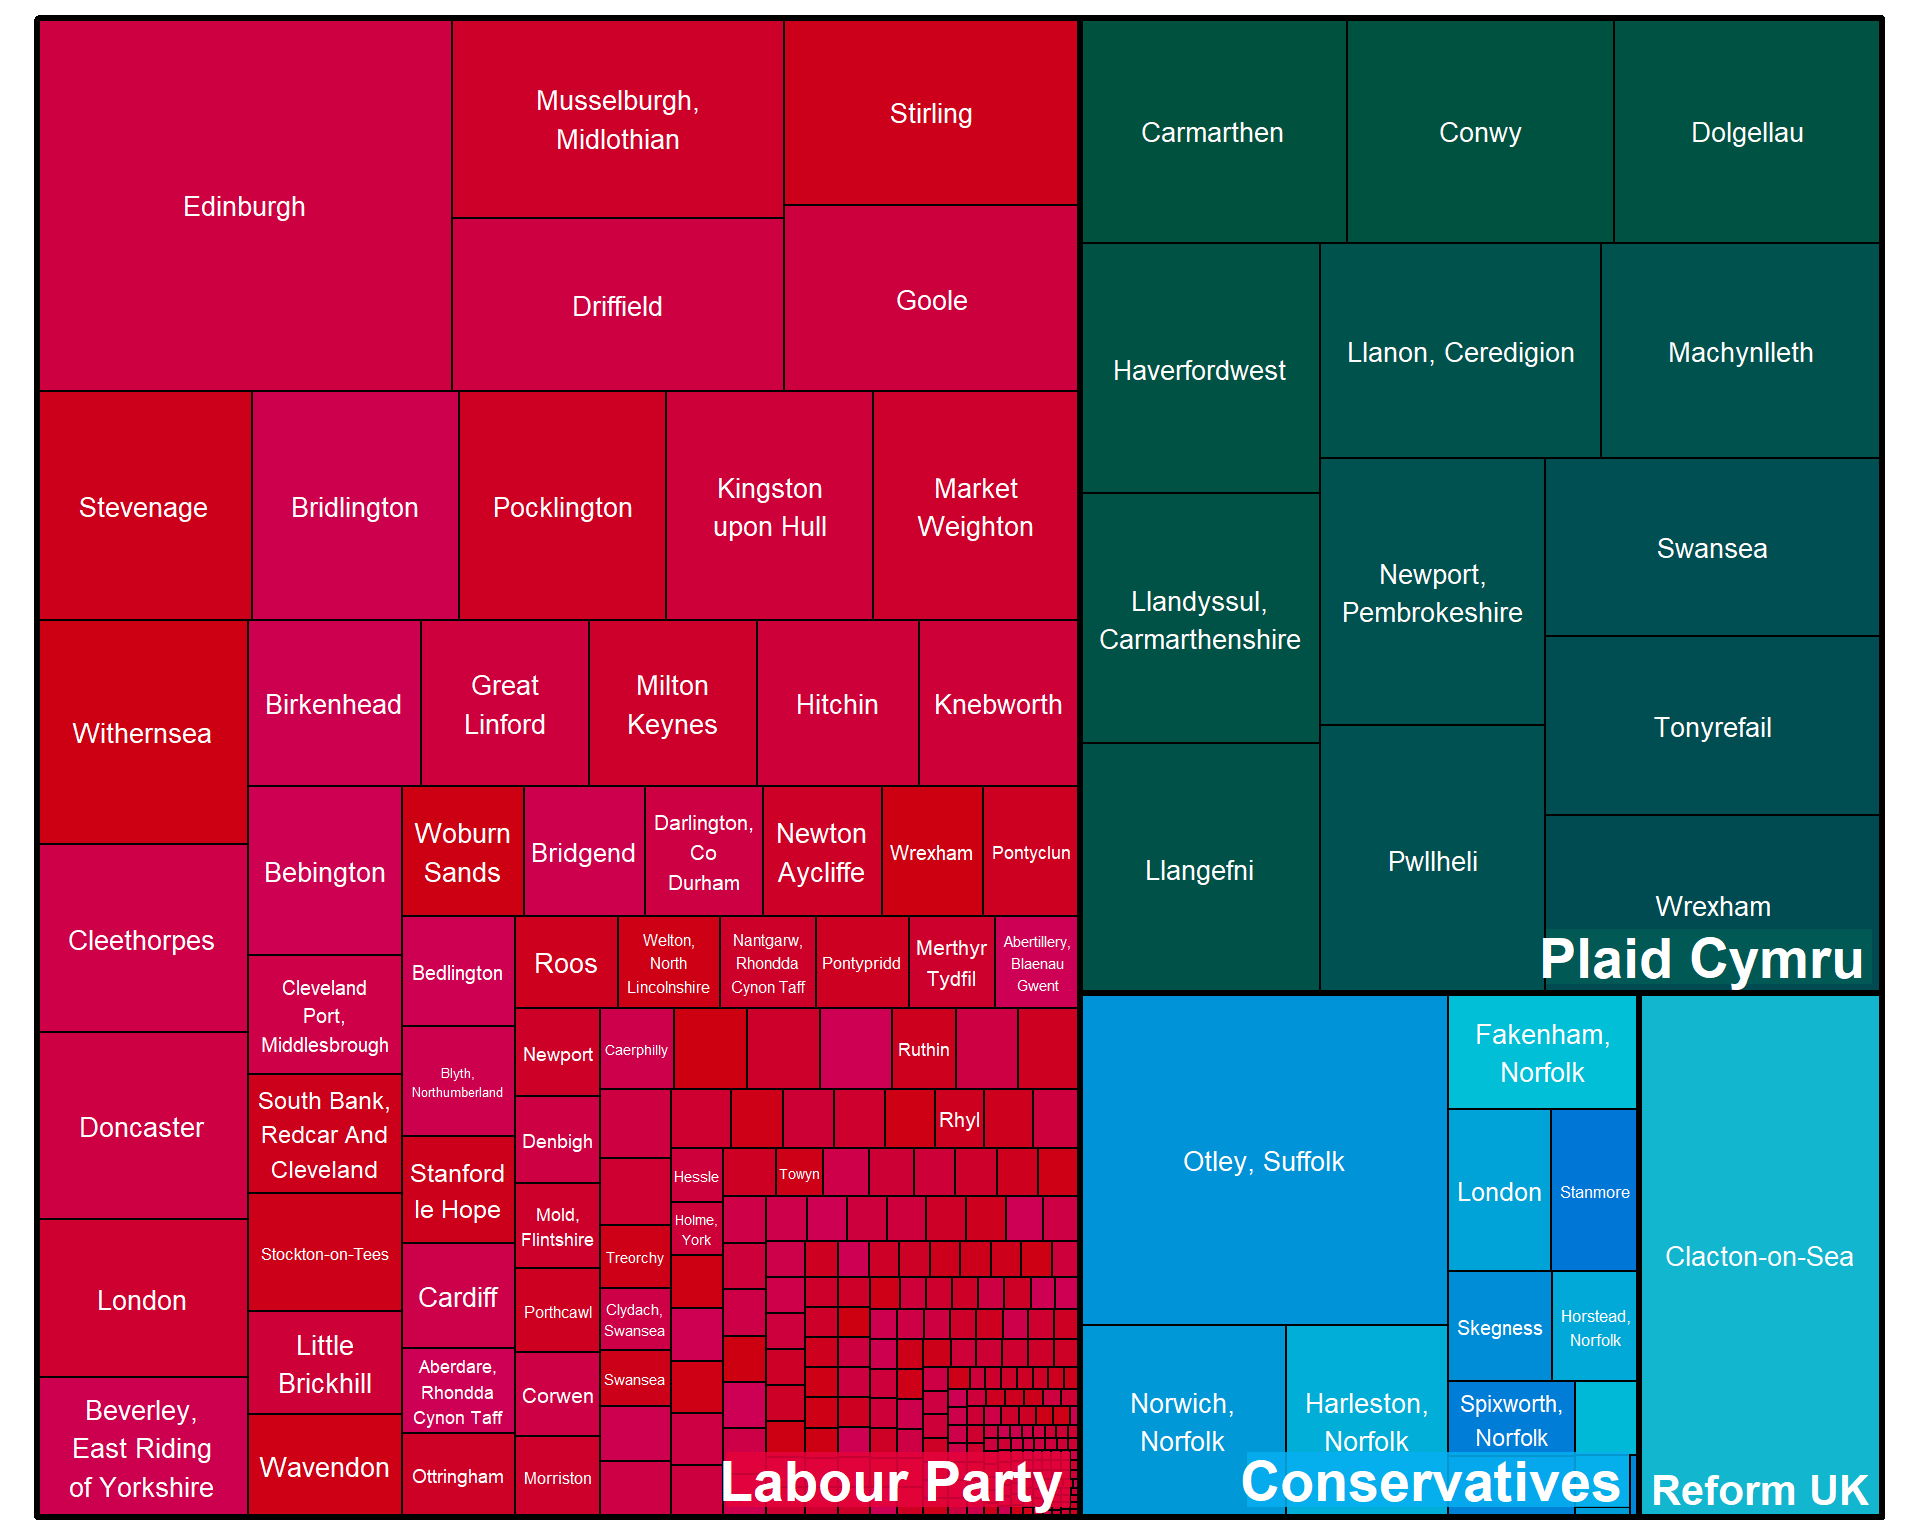 Edinburgh
Musselburgh,
Midlothian
Stirling
Driffield
Goole
Stevenage
Bridlington
Pocklington
Kingston
upon Hull
Market
Weighton
Withernsea
Birkenhead
Great
Linford
Milton
Keynes
Hitchin
Knebworth
Cleethorpes
Bebington
Woburn
Sands
Bridgend
Darlington,
Co
Durham
Newton
Aycliffe
Wrexham
Pontyclun
Doncaster
Cleveland
Port,
Middlesbrough
Bedlington
Roos
Welton,
North
Lincolnshire
Nantgarw,
Rhondda
Cynon Taff
Pontypridd
Merthyr
Tydfil
Abertillery,
Blaenau
Gwent
South Bank,
Redcar And
Cleveland
Blyth,
Northumberland
Newport
Caerphilly
Ruthin
Denbigh
Rhyl
London
Stockton-on-Tees
Stanford
le Hope
Mold,
Flintshire
Hessle
Towyn
Holme,
York
Treorchy
Cardiff
Porthcawl
Clydach,
Swansea
Little
Brickhill
Aberdare,
Rhondda
Cynon Taff
Corwen
Swansea
Beverley,
East Riding
of Yorkshire
Wavendon
Ottringham
Morriston
Labour Party
Carmarthen
Conwy
Dolgellau
Haverfordwest
Llanon, Ceredigion
Machynlleth
Llandyssul,
Carmarthenshire
Newport,
Pembrokeshire
Swansea
Tonyrefail
Llangefni
Pwllheli
Wrexham
Plaid Cymru
Otley, Suffolk
Fakenham,
Norfolk
London
Stanmore
Skegness
Horstead,
Norfolk
Norwich,
Norfolk
Harleston,
Norfolk
Spixworth,
Norfolk
Conservatives
Clacton-on-Sea
Reform UK